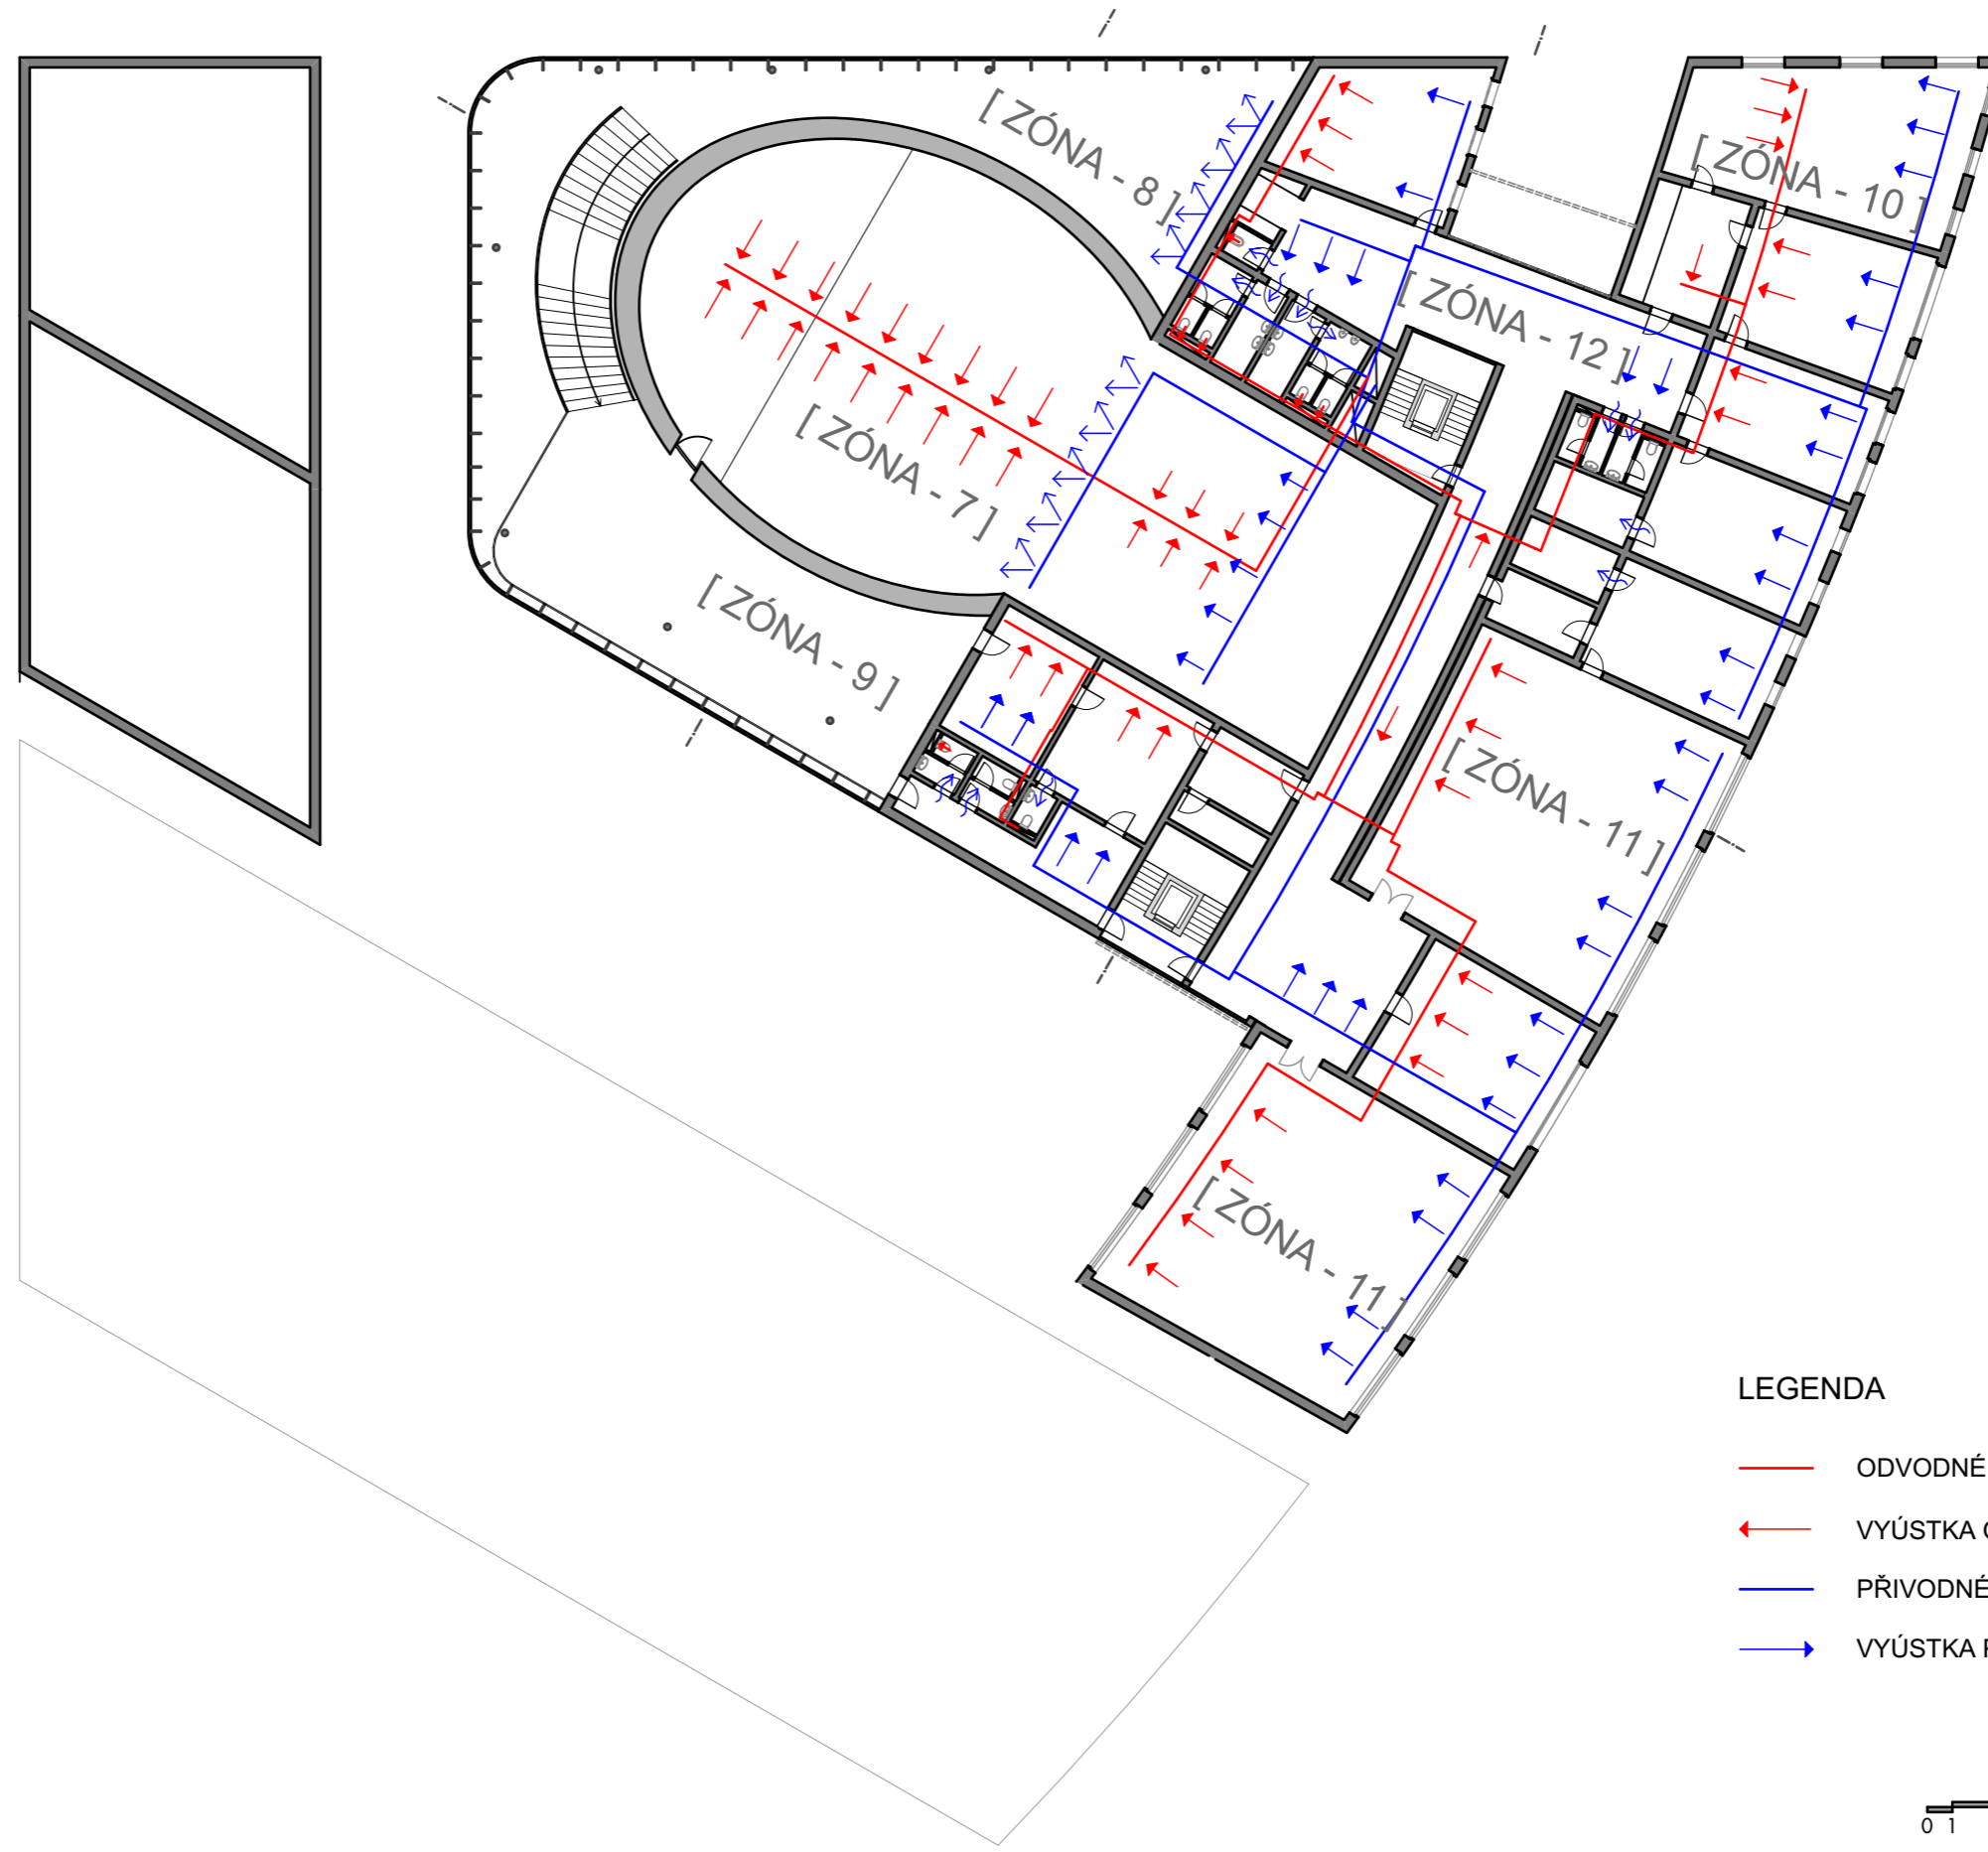 [ ZÓNA - 8 ]
[ ZÓNA - 10 ]
[ ZÓNA - 12 ]
[ ZÓNA - 7 ]
[ ZÓNA - 9 ]
[ ZÓNA - 11 ]
[ ZÓNA - 11 ]
LEGENDA
ODVODNÉ
VYÚSTKA
PŘIVODNÉ
VYÚSTKA
0 1